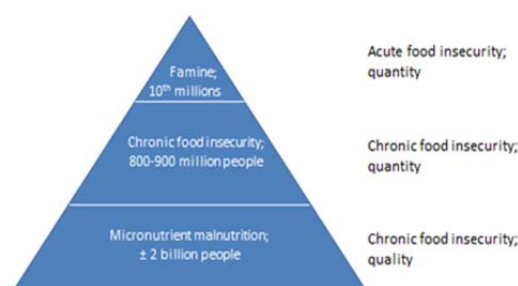 Famine;
10th millions
Acute food insecurity;
quantity
Chronic food insecurity;
800-900 million people
Chronic food insecurity;
quantity
Micronutrient malnutrition;
± 2 billion people
Chronic food insecurity;
quality